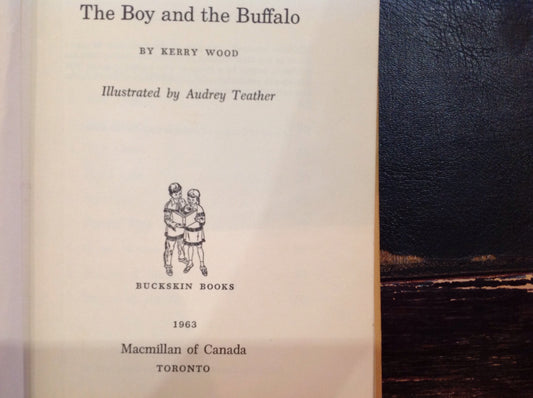 The Boy and the Buffalo
BY KERRY WOOD
Illustrated by Audrey Teather
BUCKSKIN BOOKS
1963
Macmillan of Canada
TORONTO